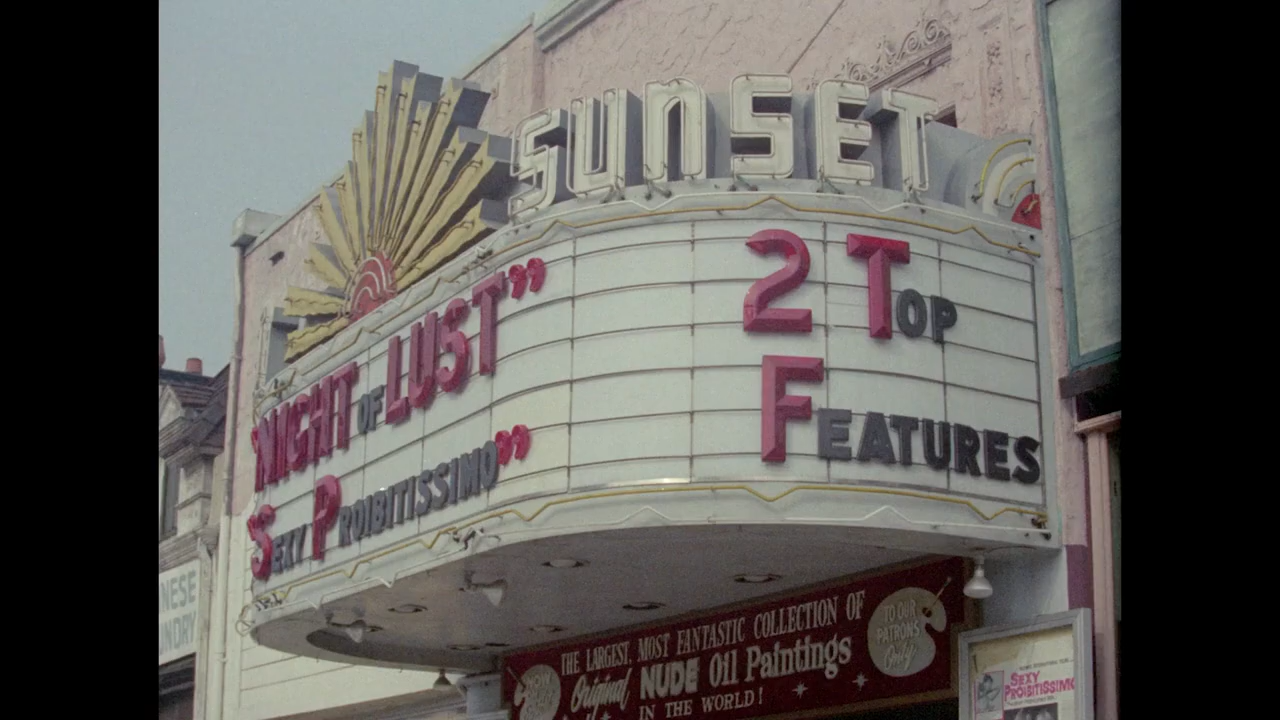 SUNSET
"NIGHT OF LUST"
"SEXY PROIBITISSIMO"
2 TOP
FEATURES
NESE
NDRY
THE LARGEST, MOST FANTASTIC COLLECTION OF
Original NUDE Oil Paintings
IN THE WORLD!
TO OUR
PATRONS
Only
SEXY
PROIBITISSIMO